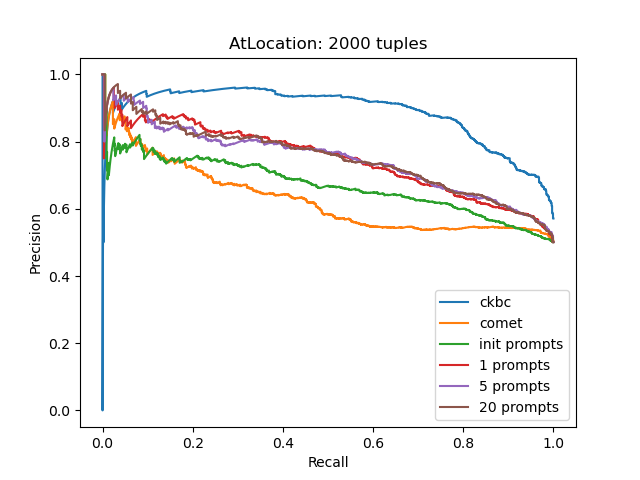 AtLocation: 2000 tuples
1.0
0.8
0.6
0.4
0.2
0.0
Precision
0.0 0.2 0.4 0.6 0.8 1.0
Recall
ckbc
comet
init prompts
1 prompts
5 prompts
20 prompts